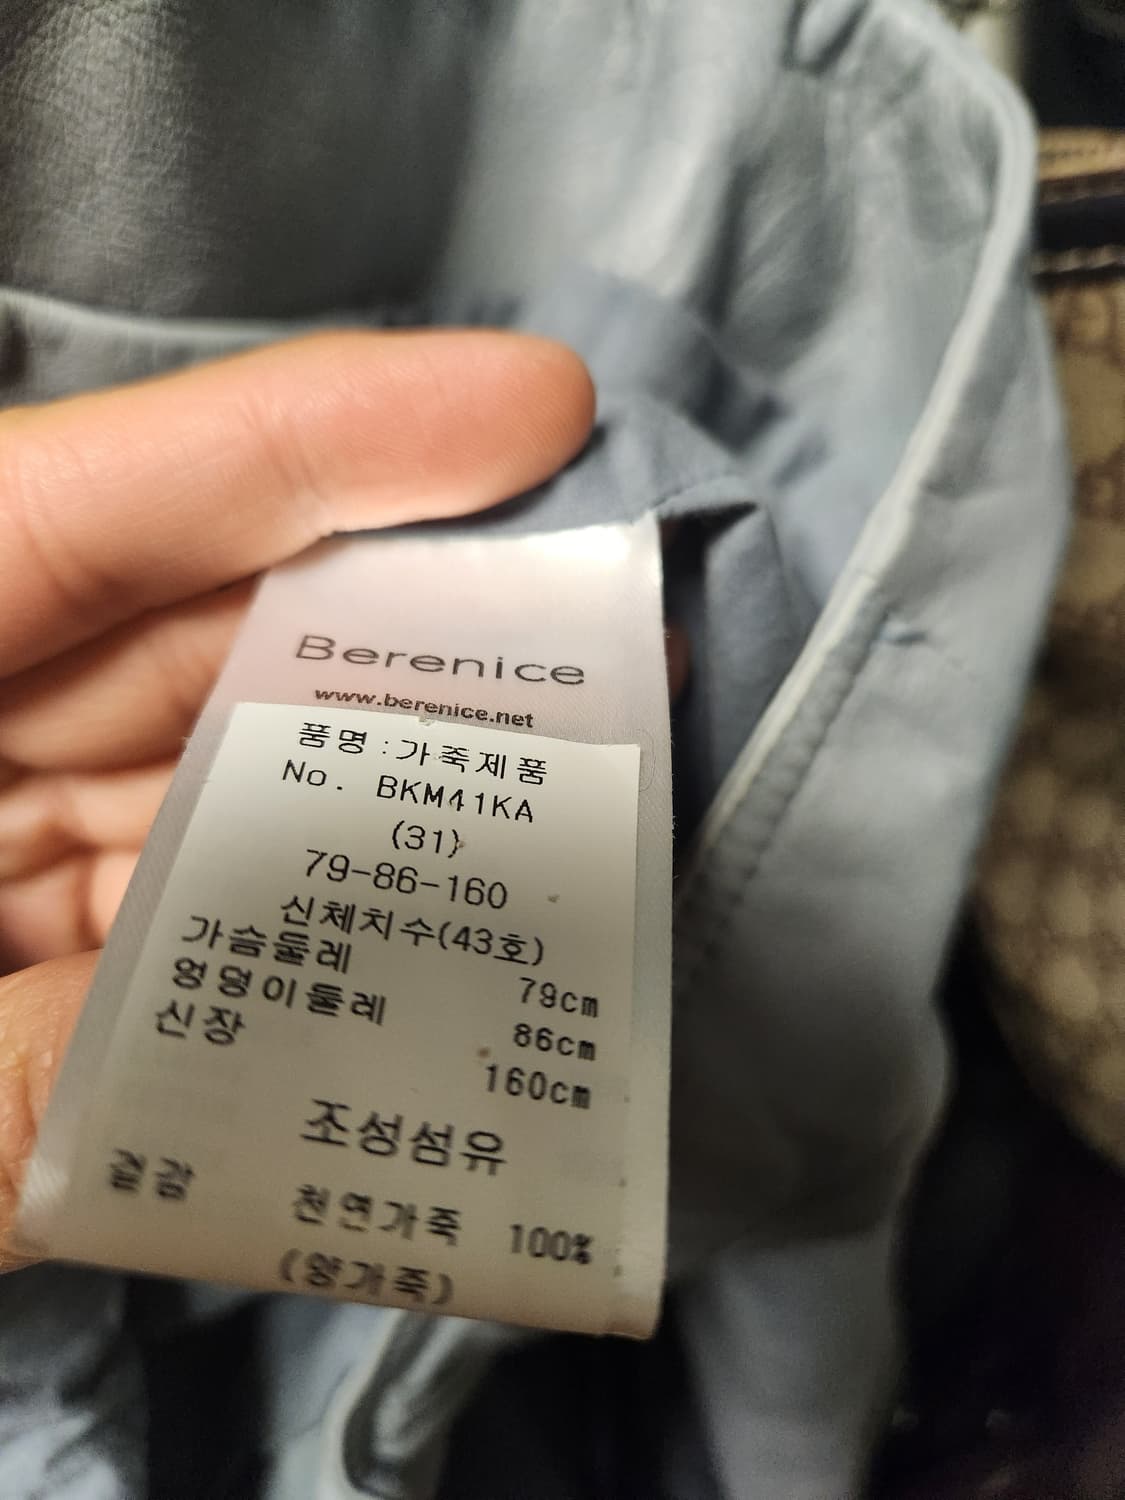 Berenice
www.berenice.net
품명 : 가죽제품
No. BKM41KA
(31)
79-86-160
신체치수(43호)
가슴둘레 79cm
엉덩이둘레 86cm
신장 160cm
조성섬유
겉감 천연가죽 100%
(양가죽)